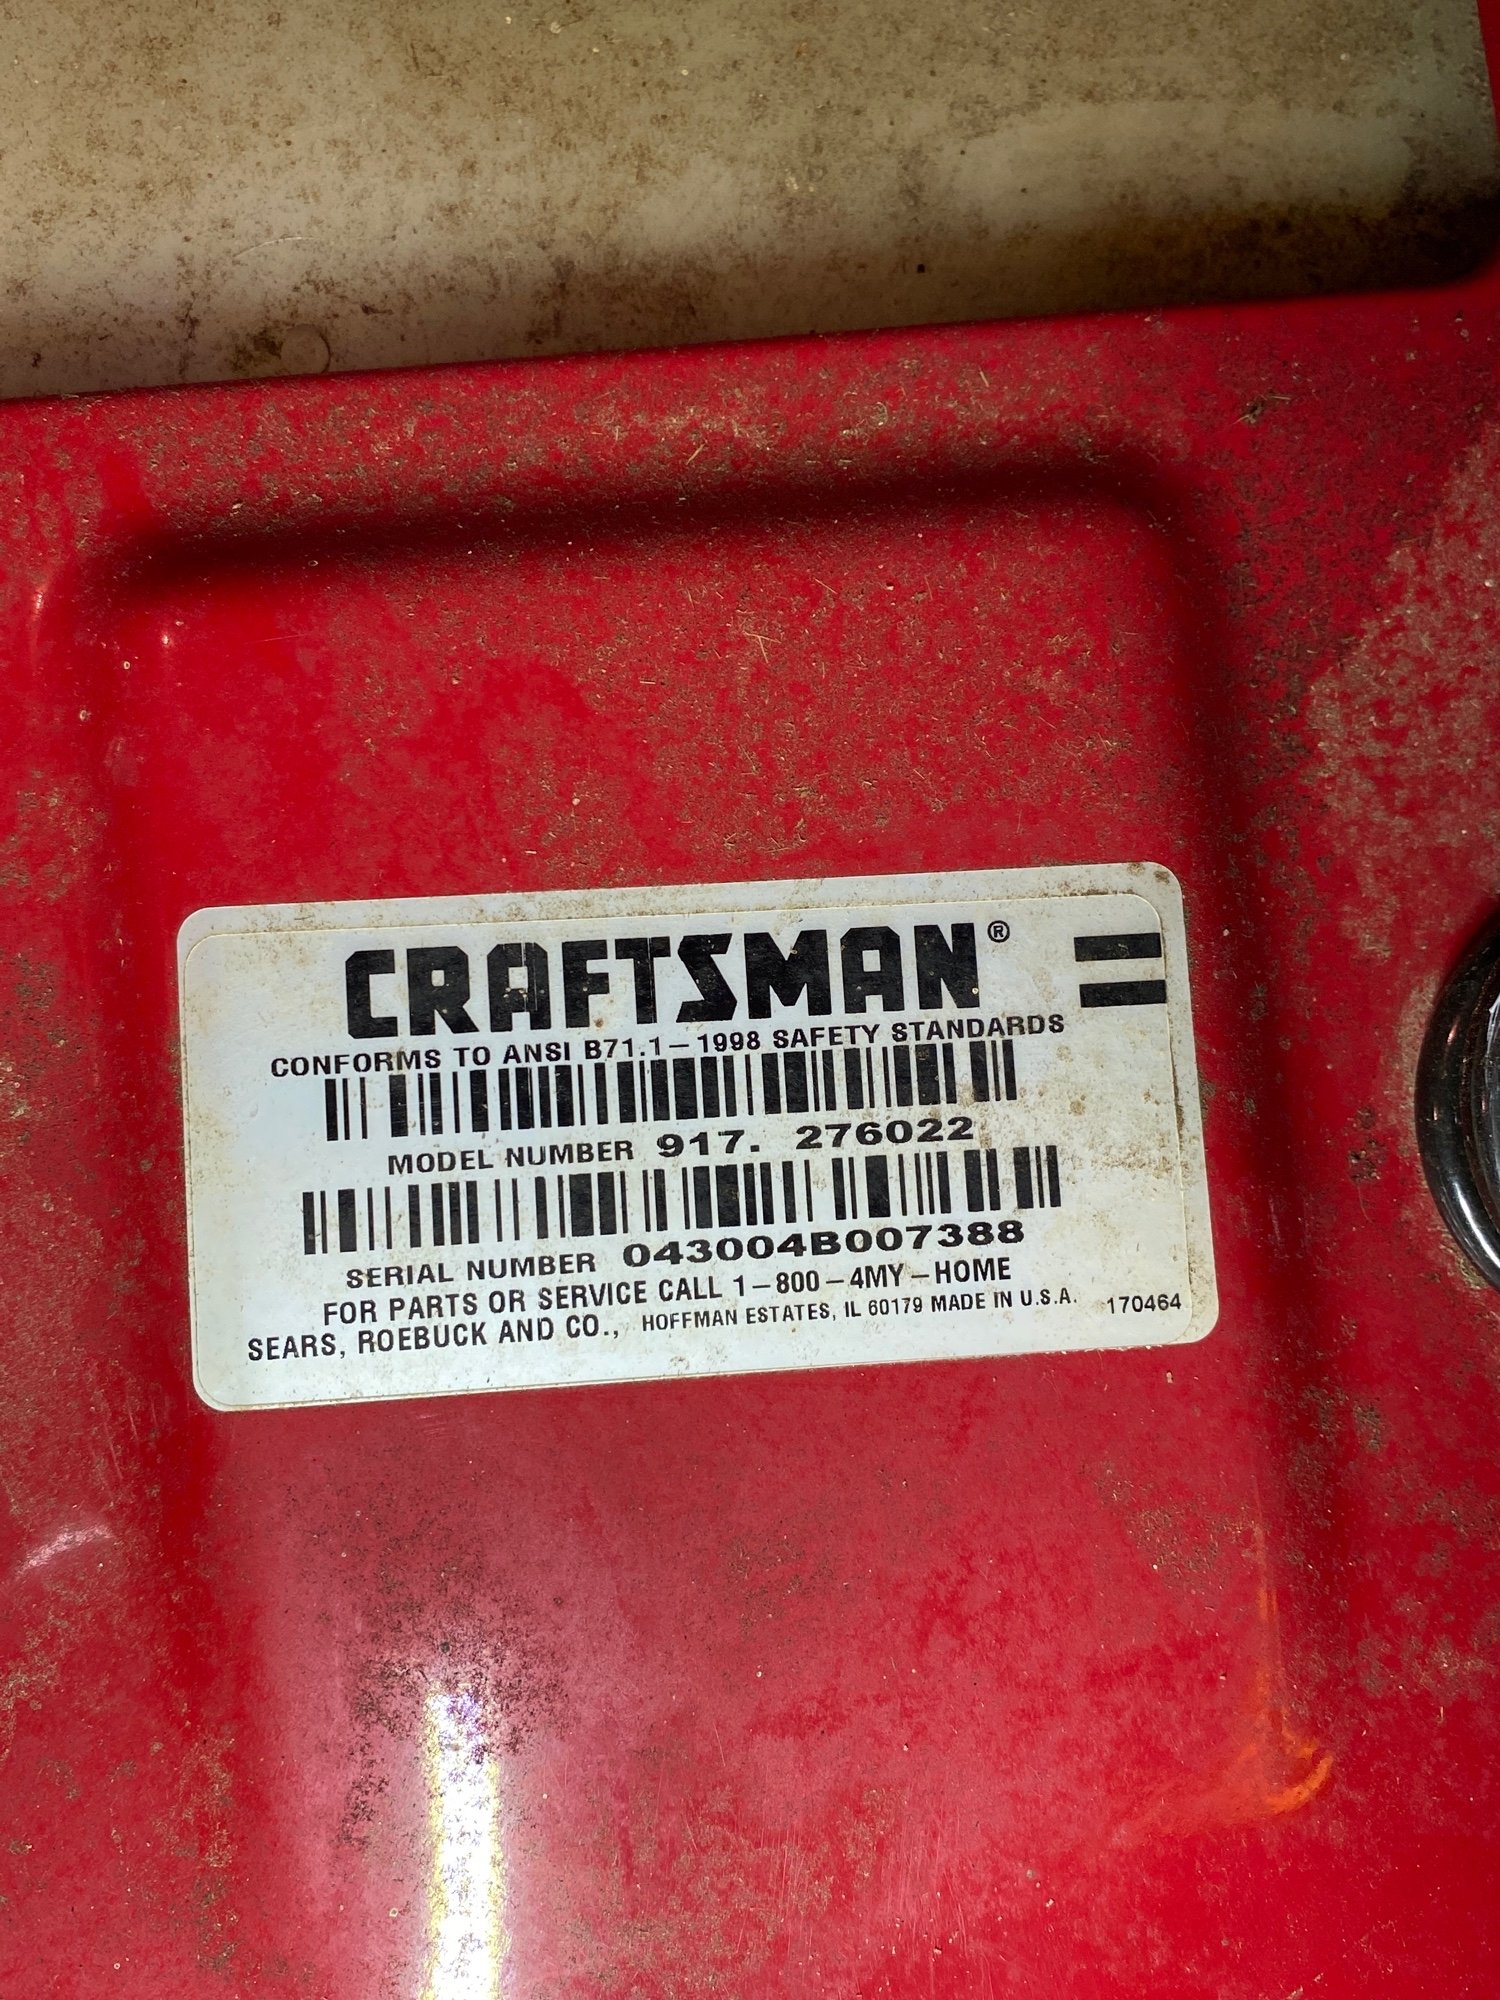 CRAFTSMAN®
CONFORMS TO ANSI B71.1-1998 SAFETY STANDARDS
MODEL NUMBER 917. 276022
SERIAL NUMBER 043004B007388
FOR PARTS OR SERVICE CALL 1-800-4MY-HOME
SEARS, ROEBUCK AND CO., HOFFMAN ESTATES, IL 60179 MADE IN U.S.A. 170464